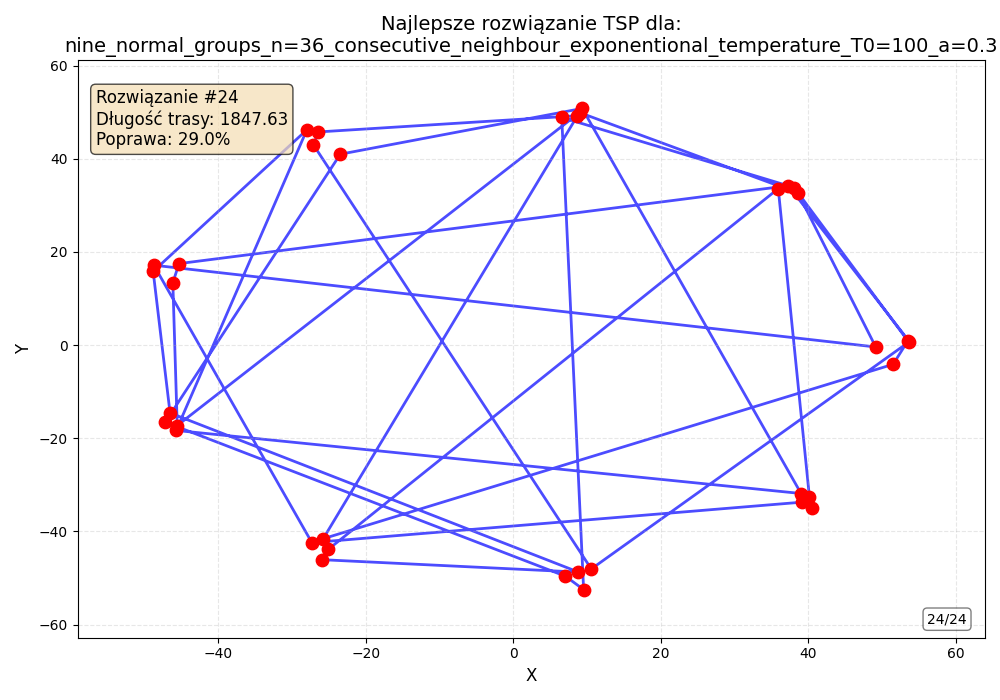 Najlepsze rozwiązanie TSP dla:
nine_normal_groups_n=36_consecutive_neighbour_exponentional_temperature_T0=100_a=0.3
Rozwiązanie #24
Długość trasy: 1847.63
Poprawa: 29.0%
60
40
20
0
−20
−40
−60
Y
24/24
−40
−20
0
20
40
60
X